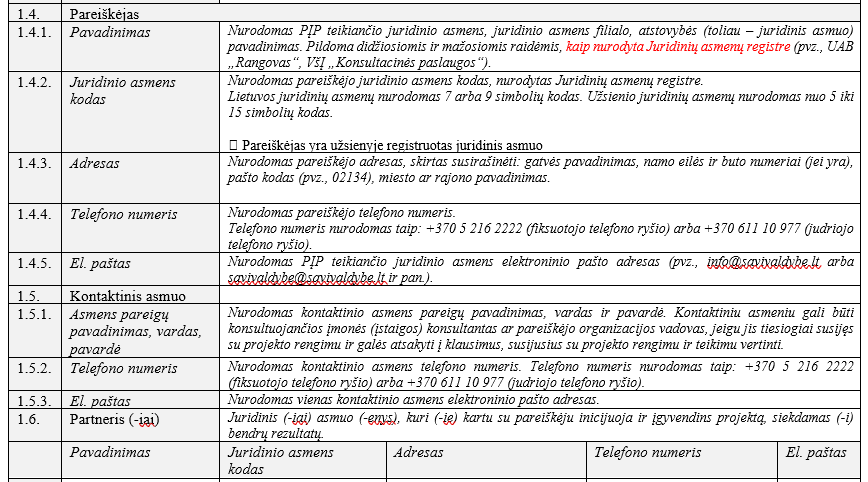 1.4. Pareiškėjas
1.4.1. Pavadinimas Nurodomas PĮP teikiančio juridinio asmens, juridinio asmens filialo, atstovybės (toliau – juridinis asmuo)
pavadinimas. Pildoma didžiosiomis ir mažosiomis raidėmis, kaip nurodyta Juridinių asmenų registre (pvz., UAB
„Rangovas“, VšĮ „Konsultacinės paslaugos“).
1.4.2. Juridinio asmens Nurodomas pareiškėjo juridinio asmens kodas, nurodytas Juridinių asmenų registre.
kodas Lietuvos juridinių asmenų nurodomas 7 arba 9 simbolių kodas. Užsienio juridinių asmenų nurodomas nuo 5 iki
15 simbolių kodas.
☐ Pareiškėjas yra užsienyje registruotas juridinis asmuo
1.4.3. Adresas Nurodomas pareiškėjo adresas, skirtas susirašinėti: gatvės pavadinimas, namo eilės ir buto numeriai (jei yra),
pašto kodas (pvz., 02134), miesto ar rajono pavadinimas.
1.4.4. Telefono numeris Nurodomas pareiškėjo telefono numeris.
Telefono numeris nurodomas taip: +370 5 216 2222 (fiksuotojo telefono ryšio) arba +370 611 10 977 (judriojo
telefono ryšio).
1.4.5. El. paštas Nurodomas PĮP teikiančio juridinio asmens elektroninio pašto adresas (pvz., info@savivaldybe.lt, arba
savivaldybe@savivaldybe.lt ir pan.).
1.5. Kontaktinis asmuo
1.5.1. Asmens pareigų Nurodomas kontaktinio asmens pareigų pavadinimas, vardas ir pavardė. Kontaktiniu asmeniu gali būti
pavadinimas, vardas, konsultuojančios įmonės (įstaigos) konsultantas ar pareiškėjo organizacijos vadovas, jeigu jis tiesiogiai susijęs
pavardė su projekto rengimu ir galės atsakyti į klausimus, susijusius su projekto rengimu ir teikimu vertinti.
1.5.2. Telefono numeris Nurodomas kontaktinio asmens telefono numeris. Telefono numeris nurodomas taip: +370 5 216 2222
(fiksuotojo telefono ryšio) arba +370 611 10 977 (judriojo telefono ryšio).
1.5.3. El. paštas Nurodomas vienas kontaktinio asmens elektroninio pašto adresas.
1.6. Partneris (-iai) Juridinis (-iai) asmuo (-enys), kuri (-ie) kartu su pareiškėju inicijuoja ir įgyvendins projektą, siekdamas (-i)
bendrų rezultatų.
Pavadinimas Juridinio asmens Adresas Telefono numeris El. paštas
kodas